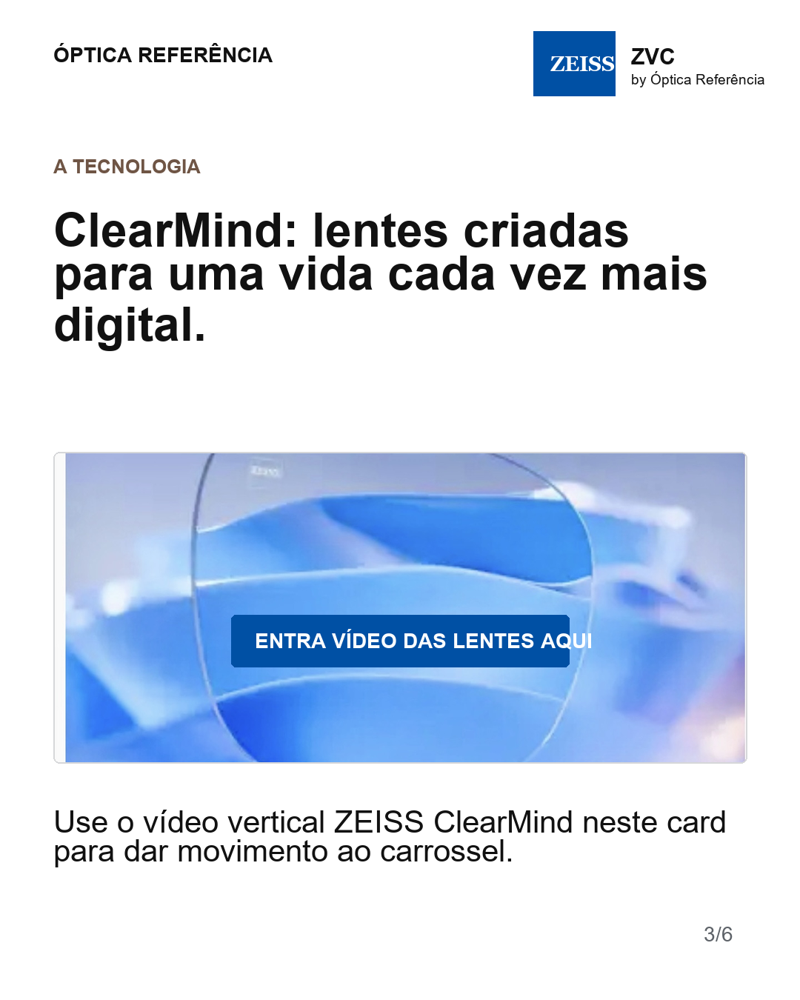 ÓPTICA REFERÊNCIA
ZEISS
ZVC
by Óptica Referência
A TECNOLOGIA
ClearMind: lentes criadas
para uma vida cada vez mais
digital.
ZEISS
ENTRA VÍDEO DAS LENTES AQUI
Use o vídeo vertical ZEISS ClearMind neste card
para dar movimento ao carrossel.
3/6